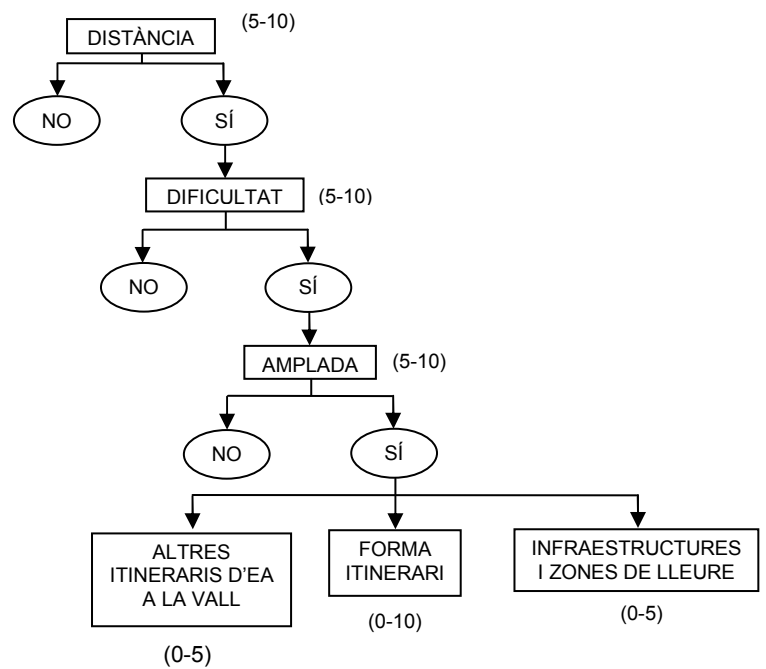 DISTÀNCIA
(5-10)
NO
SÍ
DIFICULTAT
(5-10)
NO
SÍ
AMPLADA
(5-10)
NO
SÍ
ALTRES
ITINERARIS D'EA
A LA VALL
(0-5)
FORMA
ITINERARI
(0-10)
INFRAESTRUCTURES
I ZONES DE LLEURE
(0-5)